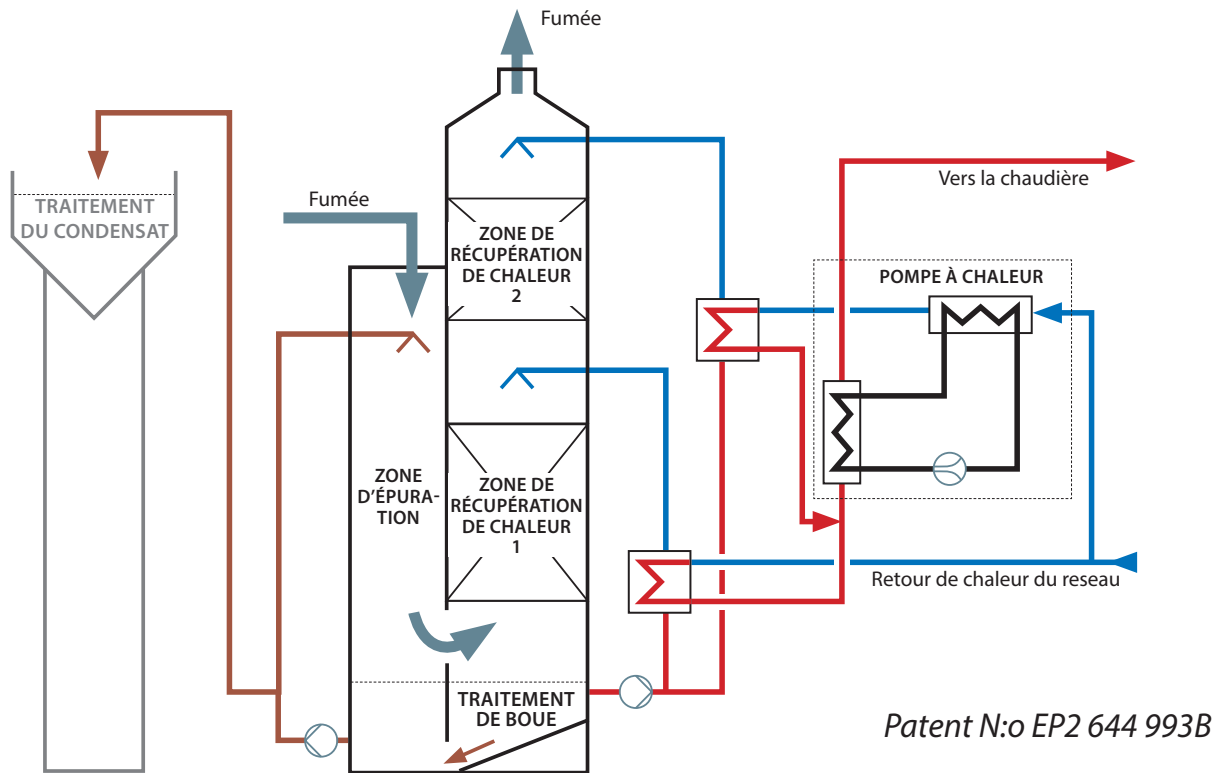 Fumée
TRAITEMENT
DU CONDENSAT
Fumée
ZONE DE
RÉCUPÉRATION
DE CHALEUR
2
Vers la chaudière
POMPE À CHALEUR
ZONE
D'ÉPURA-
TION
ZONE DE
RÉCUPÉRATION
DE CHALEUR
1
Retour de chaleur du reseau
TRAITEMENT
DE BOUE
Patent N:o EP2 644 993B